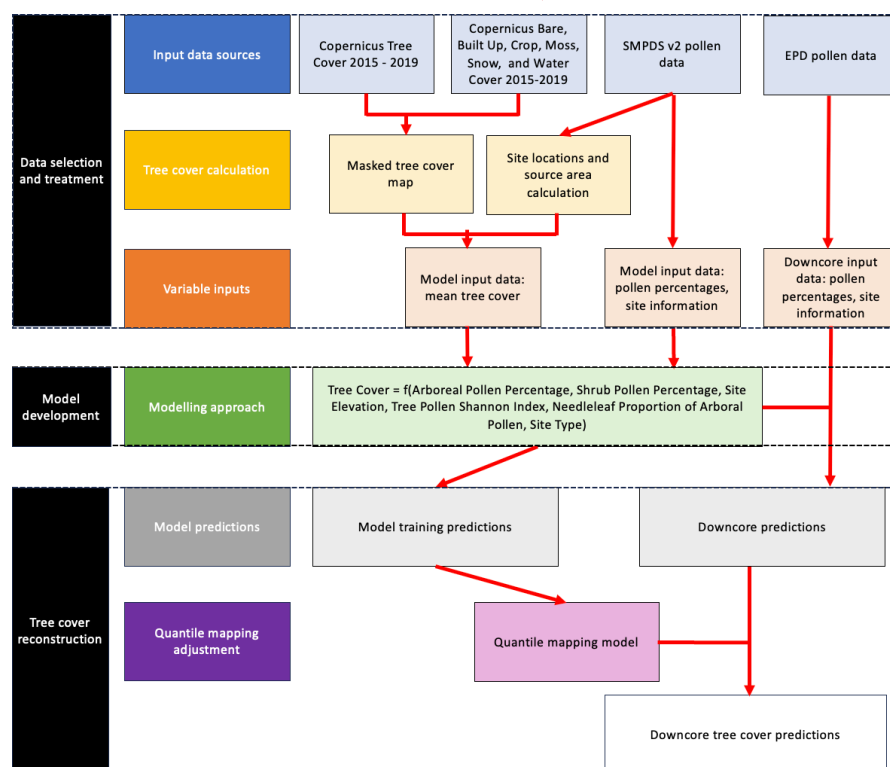 Data selection
and treatment
Input data sources
Copernicus Tree
Cover 2015 - 2019
Copernicus Bare,
Built Up, Crop, Moss,
Snow, and Water
Cover 2015-2019
SMPDS v2 pollen
data
EPD pollen data
Tree cover calculation
Masked tree cover
map
Site locations and
source area
calculation
Variable inputs
Model input data:
mean tree cover
Model input data:
pollen percentages,
site information
Downcore input
data: pollen
percentages, site
information
Model
development
Modelling approach
Tree Cover = f(Arboreal Pollen Percentage, Shrub Pollen Percentage, Site
Elevation, Tree Pollen Shannon Index, Needleleaf Proportion of Arboral
Pollen, Site Type)
Tree cover
reconstruction
Model predictions
Model training predictions
Downcore predictions
Quantile mapping
adjustment
Quantile mapping model
Downcore tree cover predictions